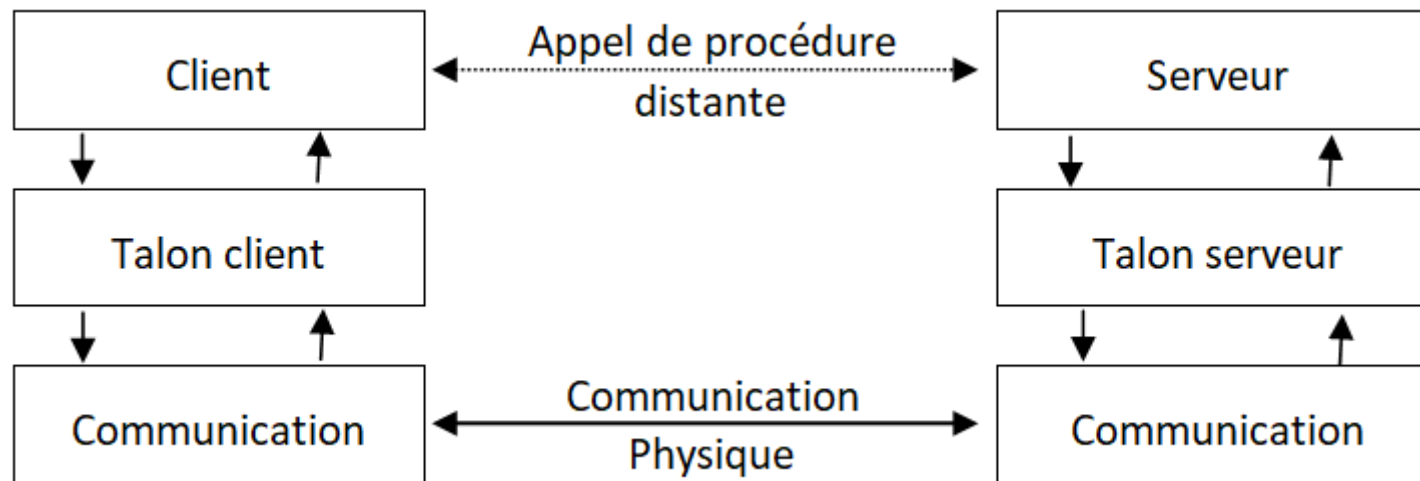 Client
Appel de procédure
distante
Serveur
Talon client
Talon serveur
Communication
Communication
Physique
Communication